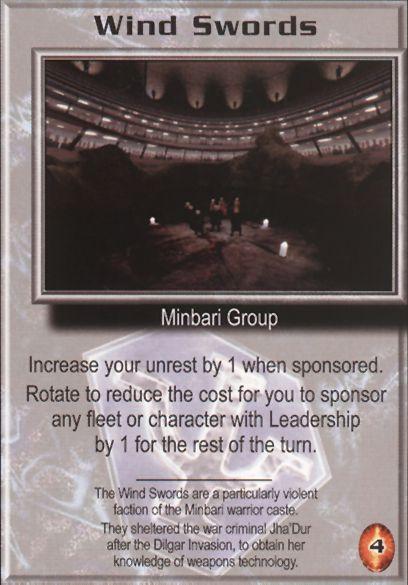 Wind Swords
Minbari Group
Increase your unrest by 1 when sponsored.
Rotate to reduce the cost for you to sponsor
any fleet or character with Leadership
by 1 for the rest of the turn.
The Wind Swords are a particularly violent
faction of the Minbari warrior caste.
They sheltered the war criminal Jha'Dur
after the Dilgar Invasion, to obtain her
knowledge of weapons technology.
4